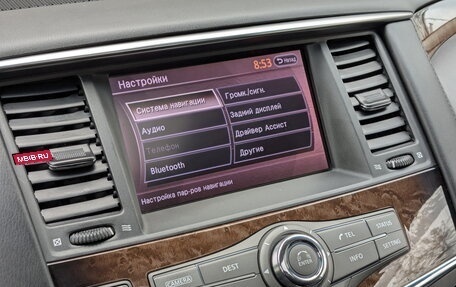 Настройки
8:53
Назад
Система навигации
Громк./сигн.
Аудио
Задний дисплей
Телефон
Драйвер Ассист
Bluetooth
Другие
Настройка пар-ров навигации
MBIB.RU
STATUS
TEL
SETTING
DEST
INFO
CAMERA
ENTER